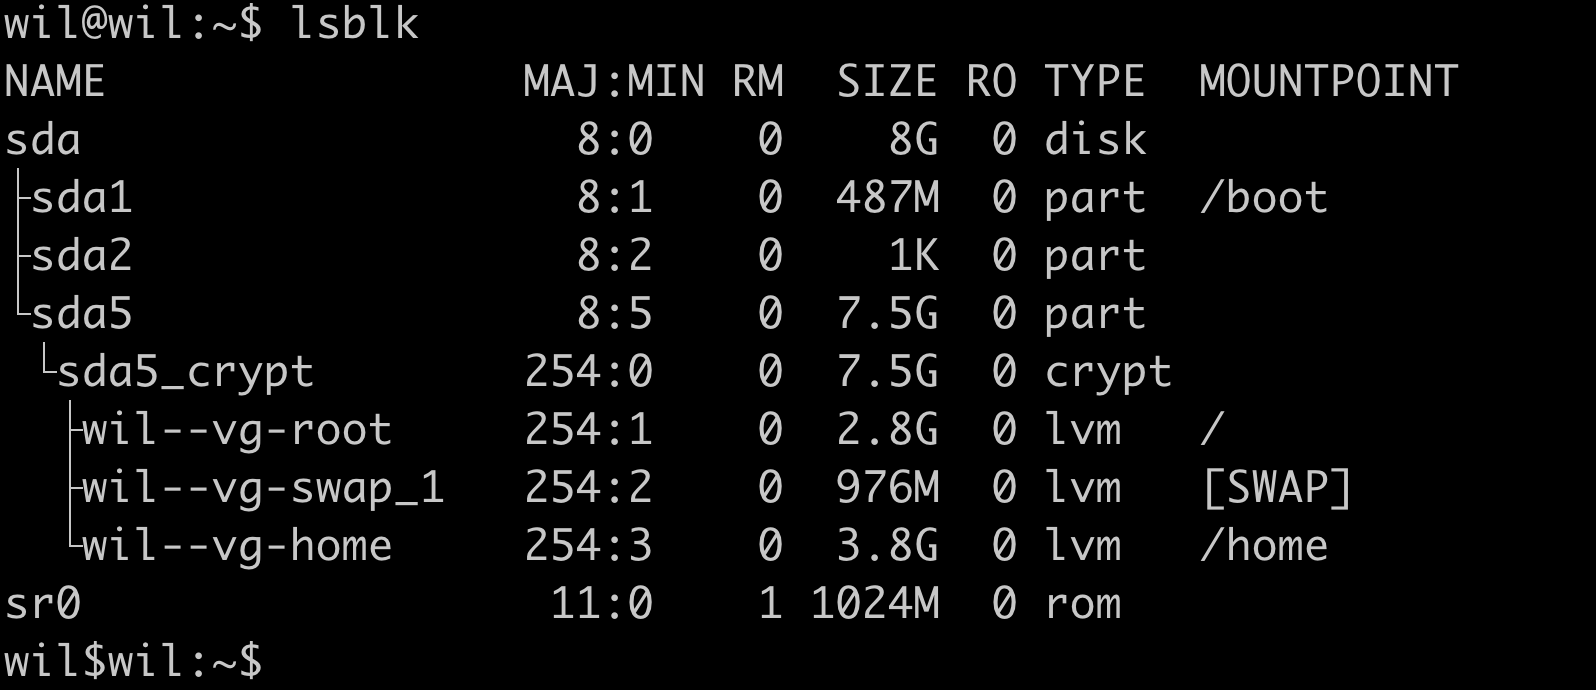 wil@wil:~$ lsblk
NAME                MAJ:MIN RM  SIZE RO TYPE  MOUNTPOINT
sda                   8:0    0    8G  0 disk
├─sda1                8:1    0  487M  0 part  /boot
├─sda2                8:2    0    1K  0 part
└─sda5                8:5    0  7.5G  0 part
  └─sda5_crypt      254:0    0  7.5G  0 crypt
    ├─wil--vg-root  254:1    0  2.8G  0 lvm   /
    ├─wil--vg-swap_1 254:2    0  976M  0 lvm   [SWAP]
    └─wil--vg-home  254:3    0  3.8G  0 lvm   /home
sr0                  11:0    1 1024M  0 rom
wil$wil:~$